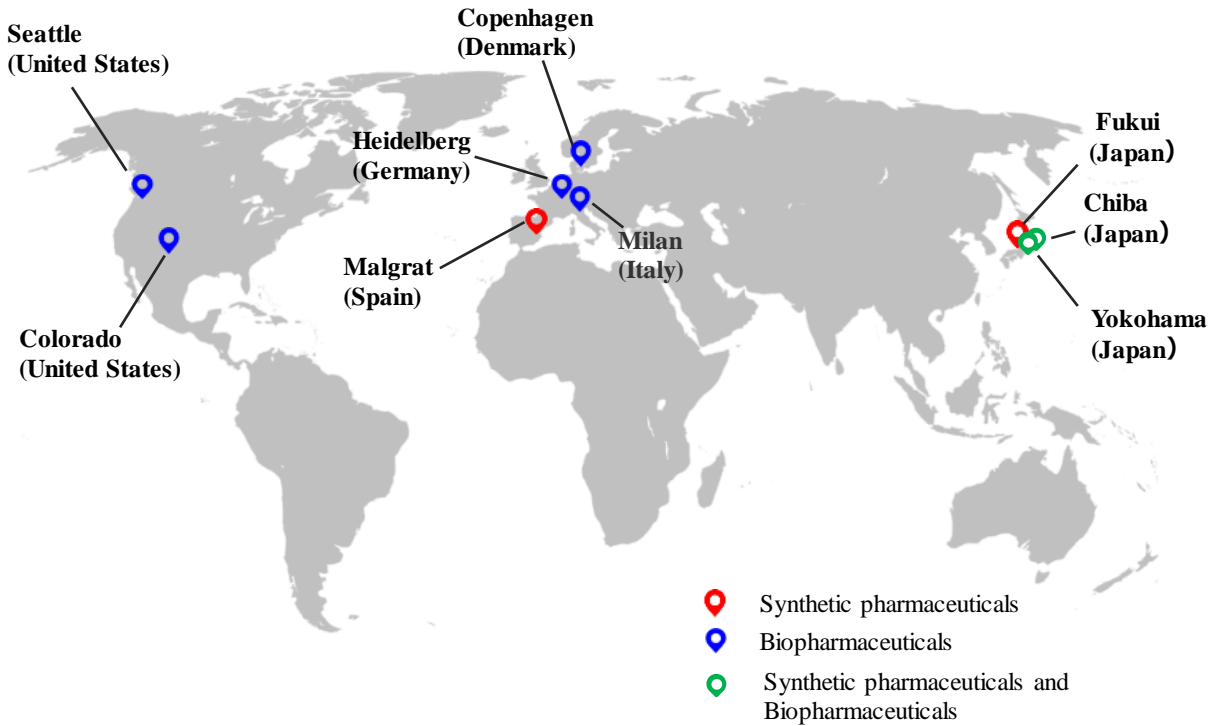 Seattle
(United States)
Copenhagen
(Denmark)
Heidelberg
(Germany)
Fukui
(Japan）
Chiba
(Japan）
Milan
(Italy)
Malgrat
(Spain)
Yokohama
(Japan）
Colorado
(United States)
Synthetic pharmaceuticals
Biopharmaceuticals
Synthetic pharmaceuticals and
Biopharmaceuticals